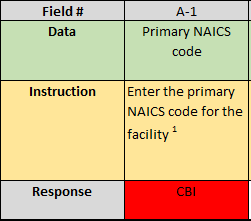 Field # A-1
Data Primary NAICS
code
Instruction Enter the primary
NAICS code for the
facility 1
Response CBI